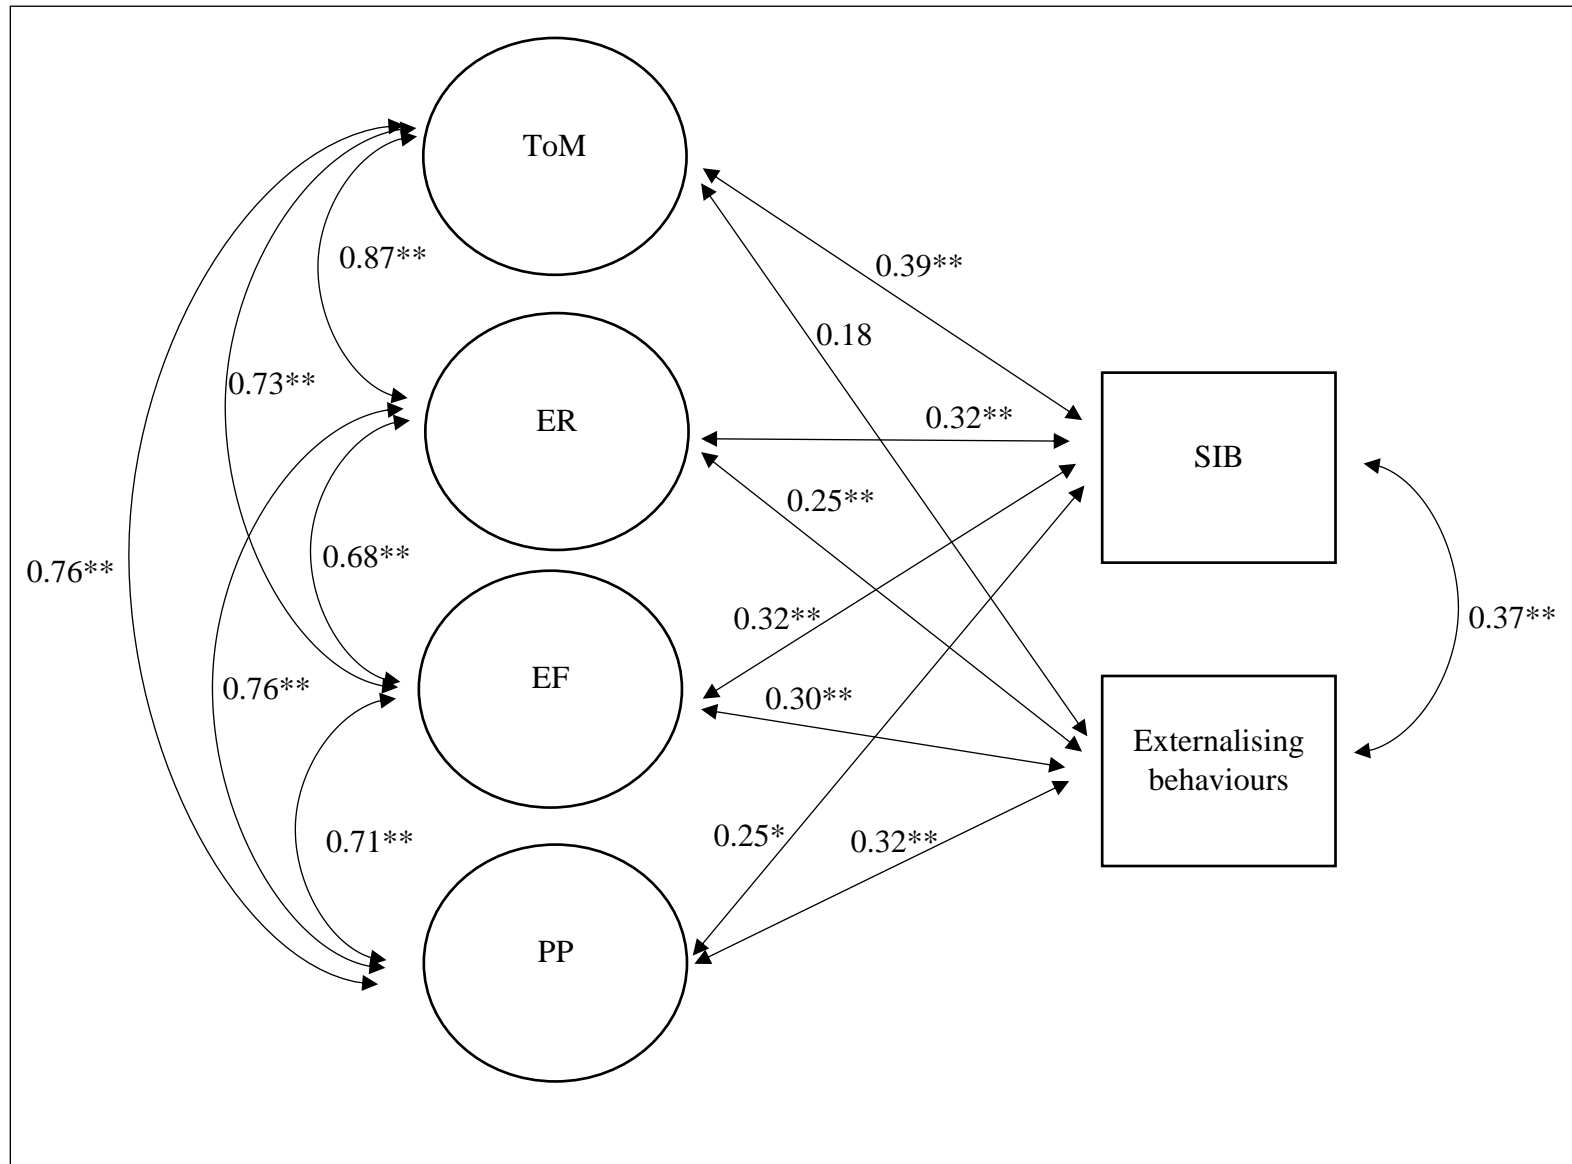 ToM
0.87**
0.39**
0.18
0.73**
ER
0.32**
SIB
0.25**
0.68**
0.76**
0.32**
0.37**
EF
0.76**
0.30**
Externalising
behaviours
0.71**
0.25*
0.32**
PP